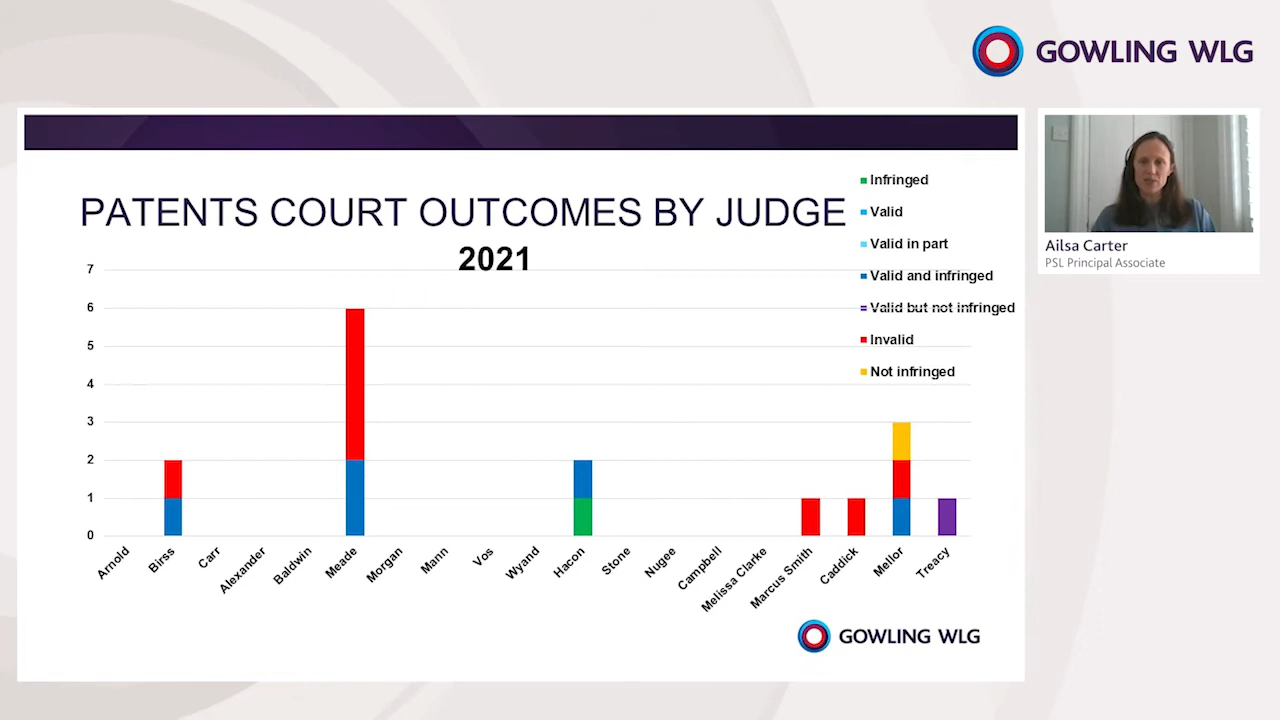 GOWLING WLG
PATENTS COURT OUTCOMES BY JUDGE
2021
Infringed
Valid
Valid in part
Valid and infringed
Valid but not infringed
Invalid
Not infringed
7
6
5
4
3
2
1
0
Arnold
Birss
Carr
Alexander
Baldwin
Meade
Morgan
Mann
Vos
Wyand
Hacon
Stone
Nugee
Campbell
Melissa Clarke
Marcus Smith
Caddick
Mellor
Treacy
GOWLING WLG
Ailsa Carter
PSL Principal Associate